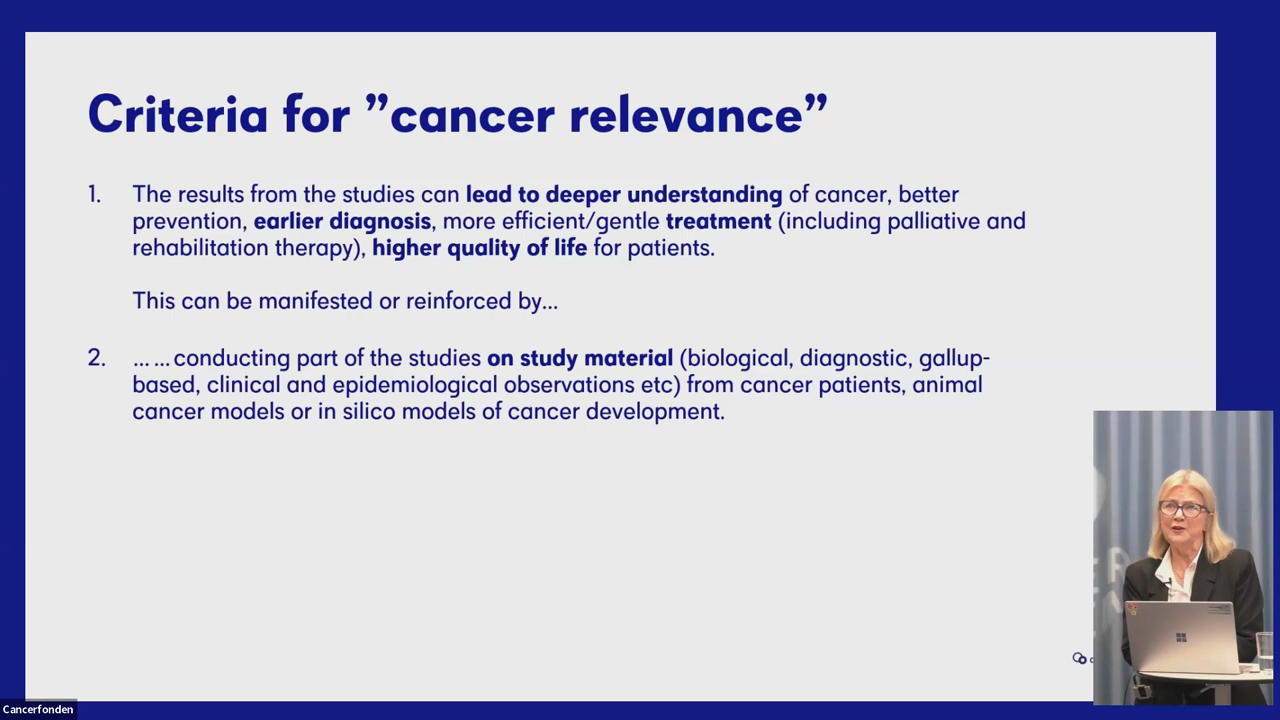 Criteria for ”cancer relevance”
1. The results from the studies can lead to deeper understanding of cancer, better
prevention, earlier diagnosis, more efficient/gentle treatment (including palliative and
rehabilitation therapy), higher quality of life for patients.
This can be manifested or reinforced by...
2. ... ... conducting part of the studies on study material (biological, diagnostic, gallup-
based, clinical and epidemiological observations etc) from cancer patients, animal
cancer models or in silico models of cancer development.
Cancerfonden